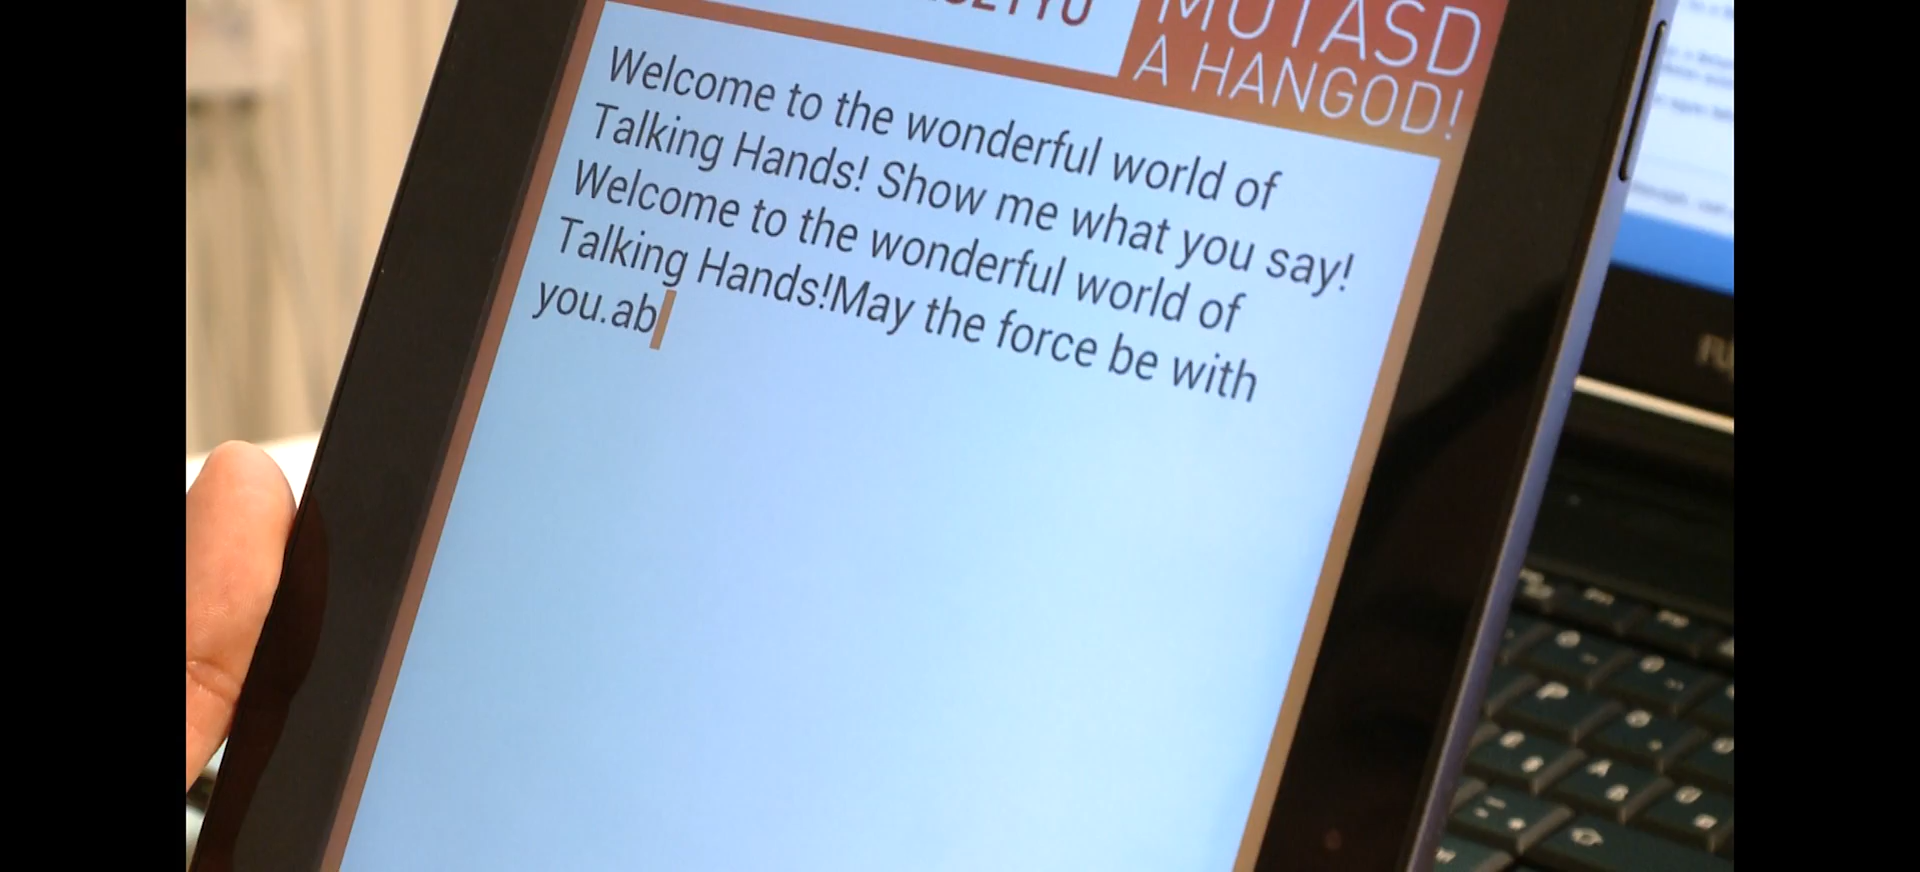 MUTASD
A HANGOD!
Welcome to the wonderful world of
Talking Hands! Show me what you say!
Welcome to the wonderful world of
Talking Hands!May the force be with
you.ab